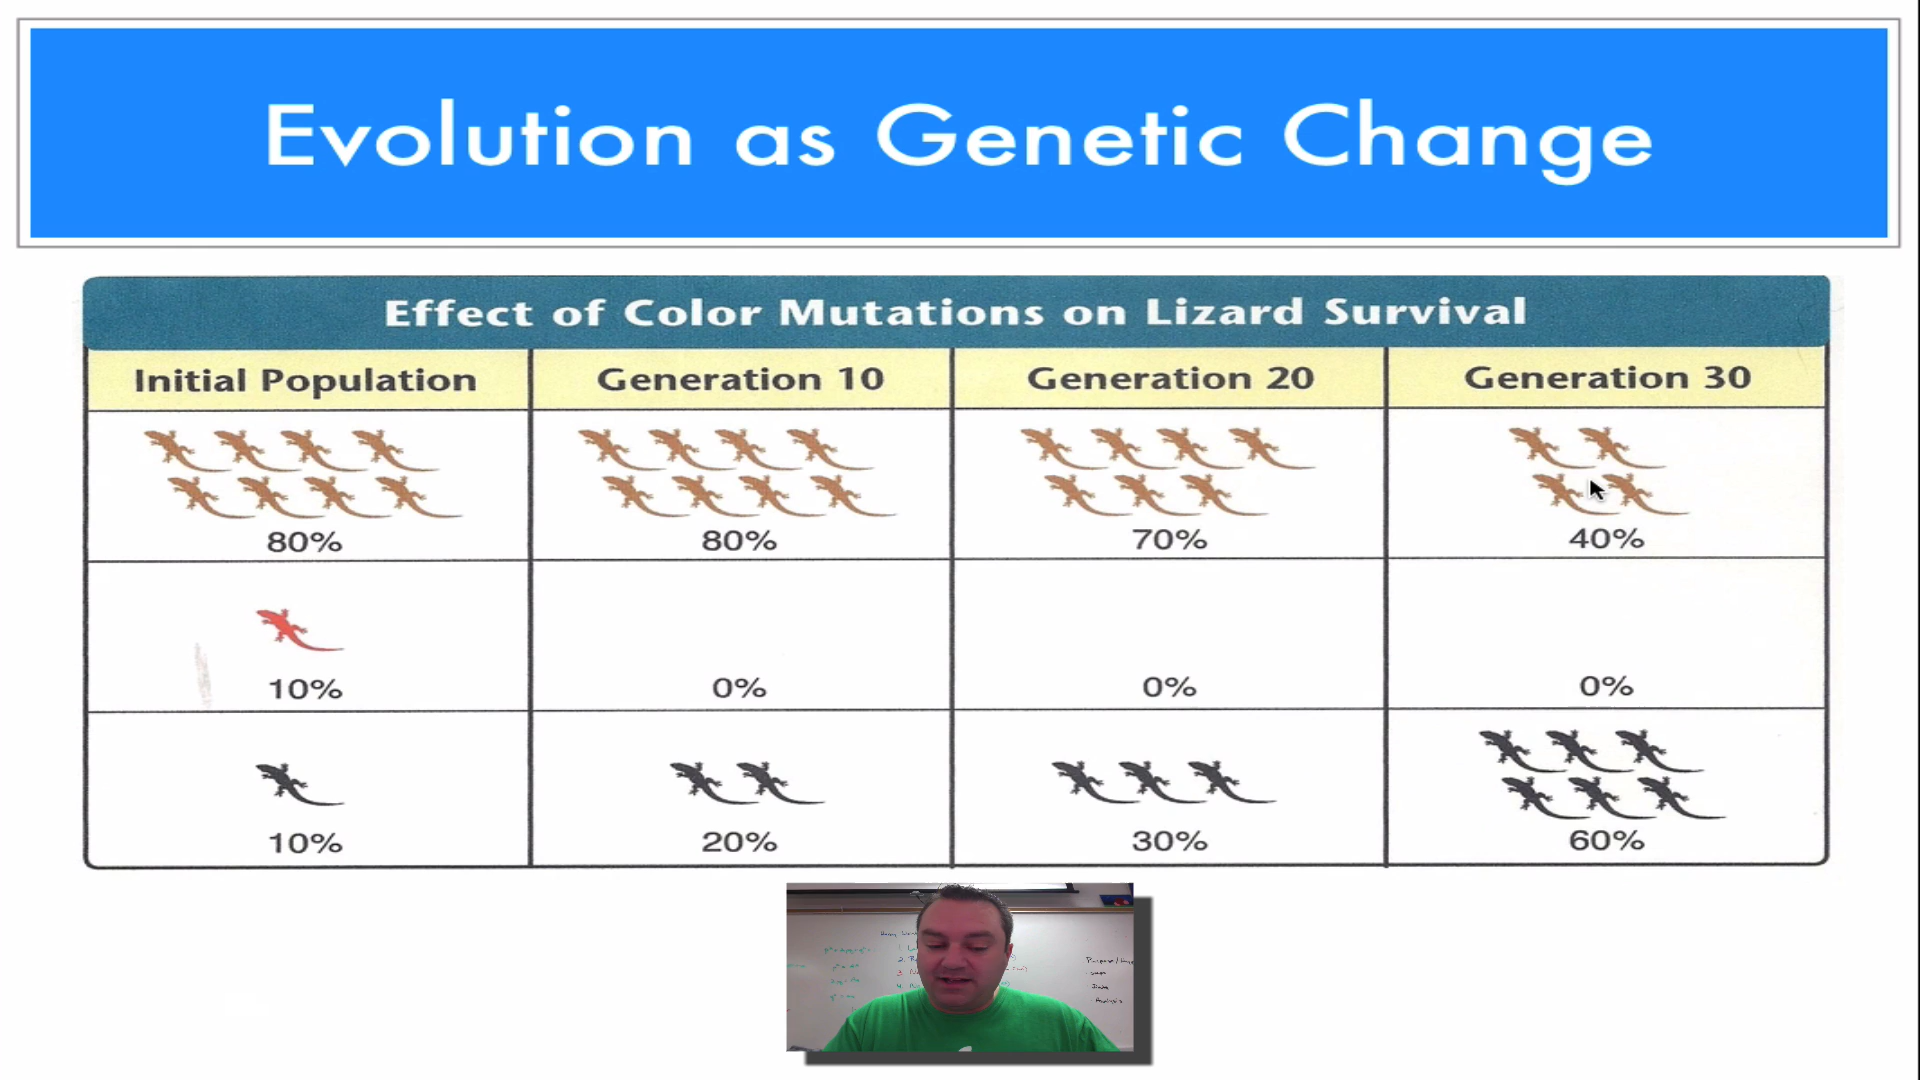 Evolution as Genetic Change
Effect of Color Mutations on Lizard Survival
Initial Population Generation 10 Generation 20 Generation 30
80% 80% 70% 40%
10% 0% 0% 0%
10% 20% 30% 60%